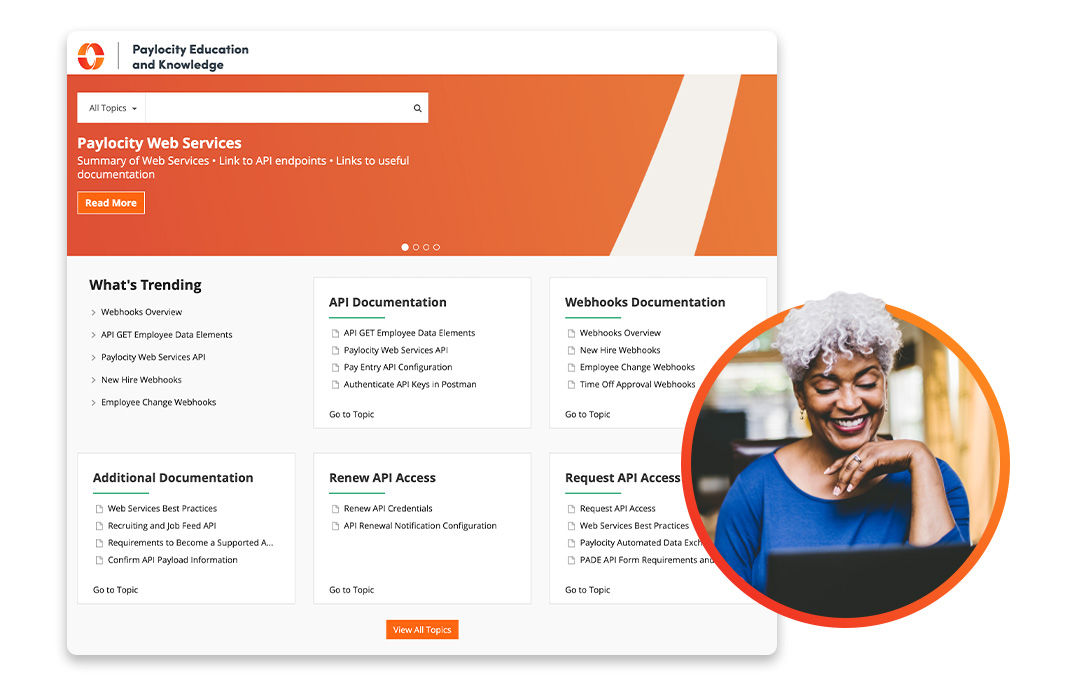 Paylocity Education
and Knowledge
All Topics
Paylocity Web Services
Summary of Web Services • Link to API endpoints • Links to useful
documentation
Read More
What's Trending
Webhooks Overview
API GET Employee Data Elements
Paylocity Web Services API
New Hire Webhooks
Employee Change Webhooks
API Documentation
API GET Employee Data Elements
Paylocity Web Services API
Pay Entry API Configuration
Authenticate API Keys in Postman
Go to Topic
Webhooks Documentation
Webhooks Overview
New Hire Webhooks
Employee Change Webhooks
Time Off Approval Webhooks
Go to Topic
Additional Documentation
Web Services Best Practices
Recruiting and Job Feed API
Requirements to Become a Supported A...
Confirm API Payload Information
Go to Topic
Renew API Access
Renew API Credentials
API Renewal Notification Configuration
Go to Topic
Request API Access
Request API Access
Web Services Best Practices
Paylocity Automated Data Exch
PADE API Form Requirements and
Go to Topic
View All Topics